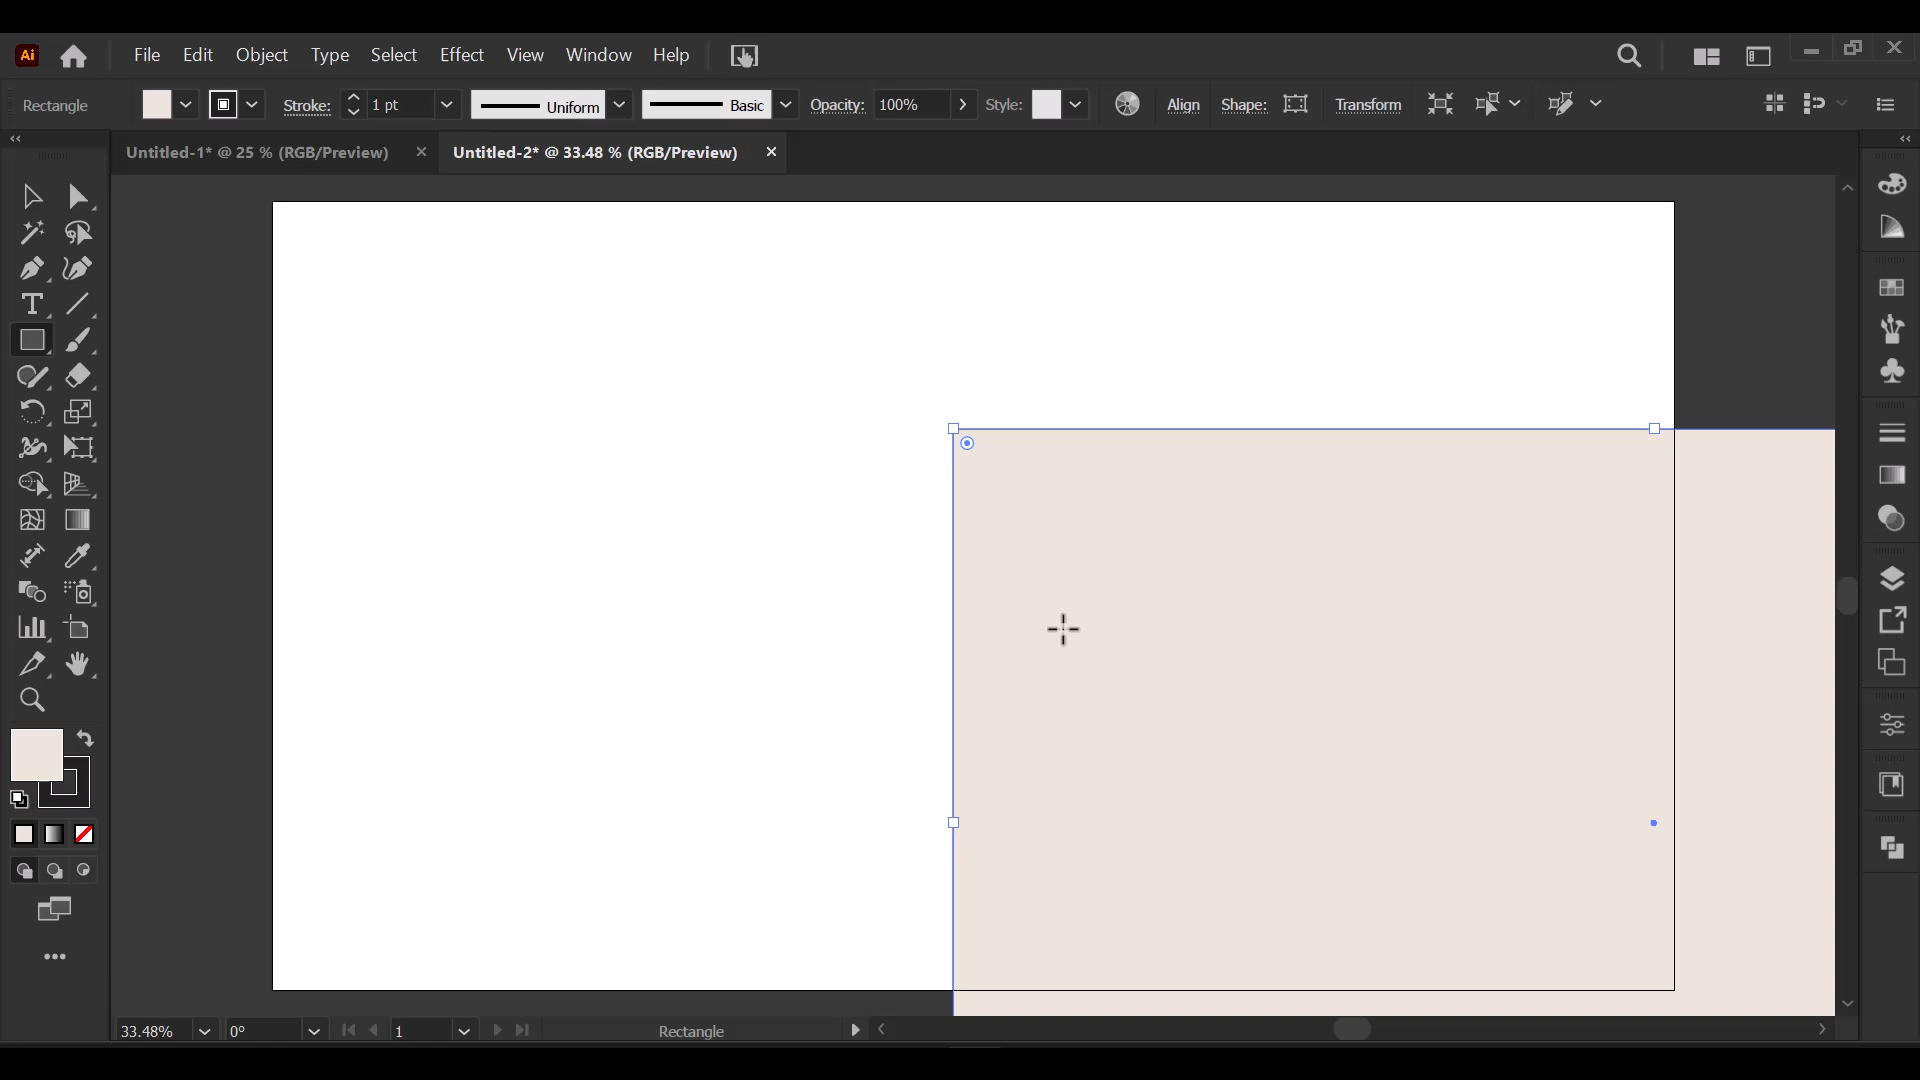 Ai File Edit Object Type Select Effect View Window Help
Rectangle Stroke: 1 pt Uniform Basic Opacity: 100% Style: Align Shape: Transform
Untitled-1* @ 25 % (RGB/Preview) Untitled-2* @ 33.48 % (RGB/Preview)
T
33.48% 0° 1 Rectangle